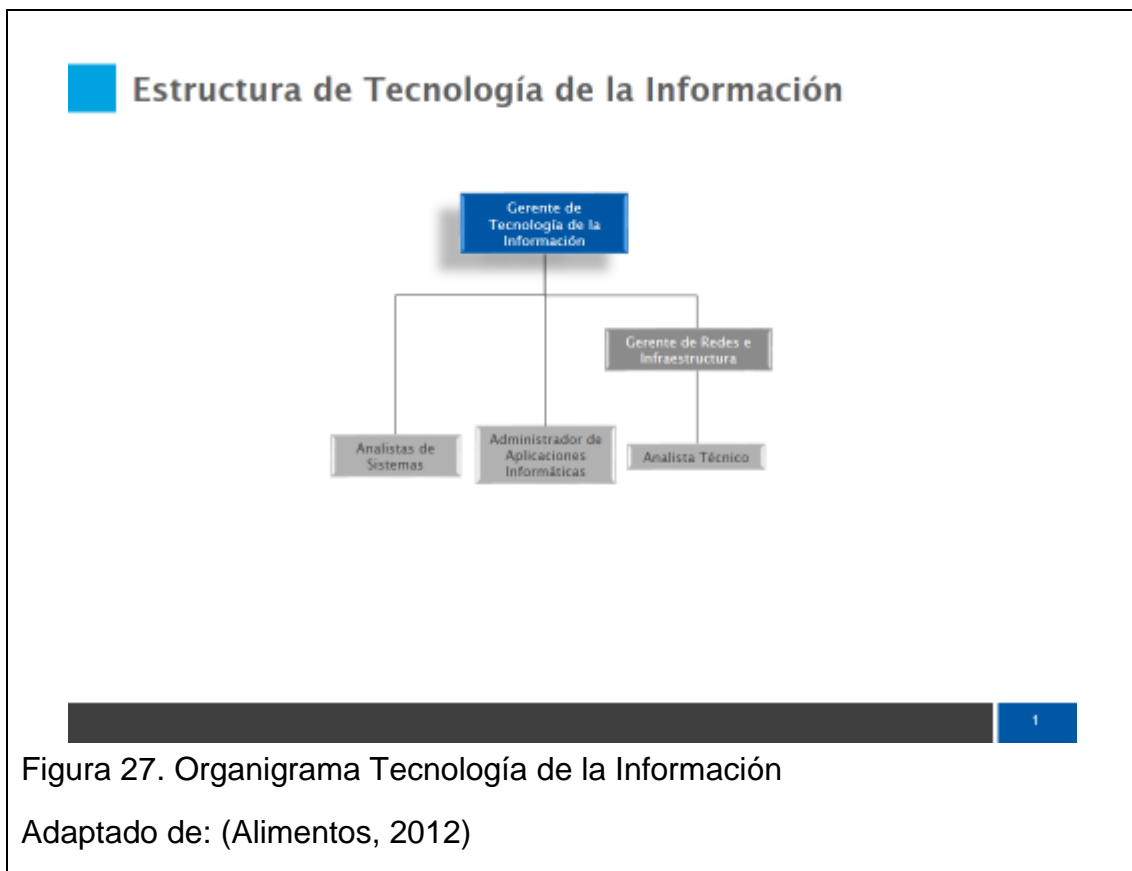 Estructura de Tecnología de la Información
Gerente de
Tecnología de la
Información
Gerente de Redes e
Infraestructura
Analistas de
Sistemas
Administrador de
Aplicaciones
Informáticas
Analista Técnico
1
Figura 27. Organigrama Tecnología de la Información
Adaptado de: (Alimentos, 2012)